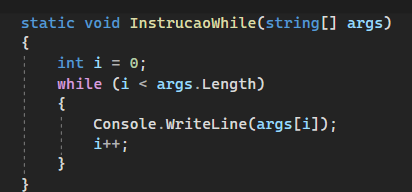 static void InstrucaoWhile(string[] args)
{
    int i = 0;
    while (i < args.Length)
    {
        Console.WriteLine(args[i]);
        i++;
    }
}